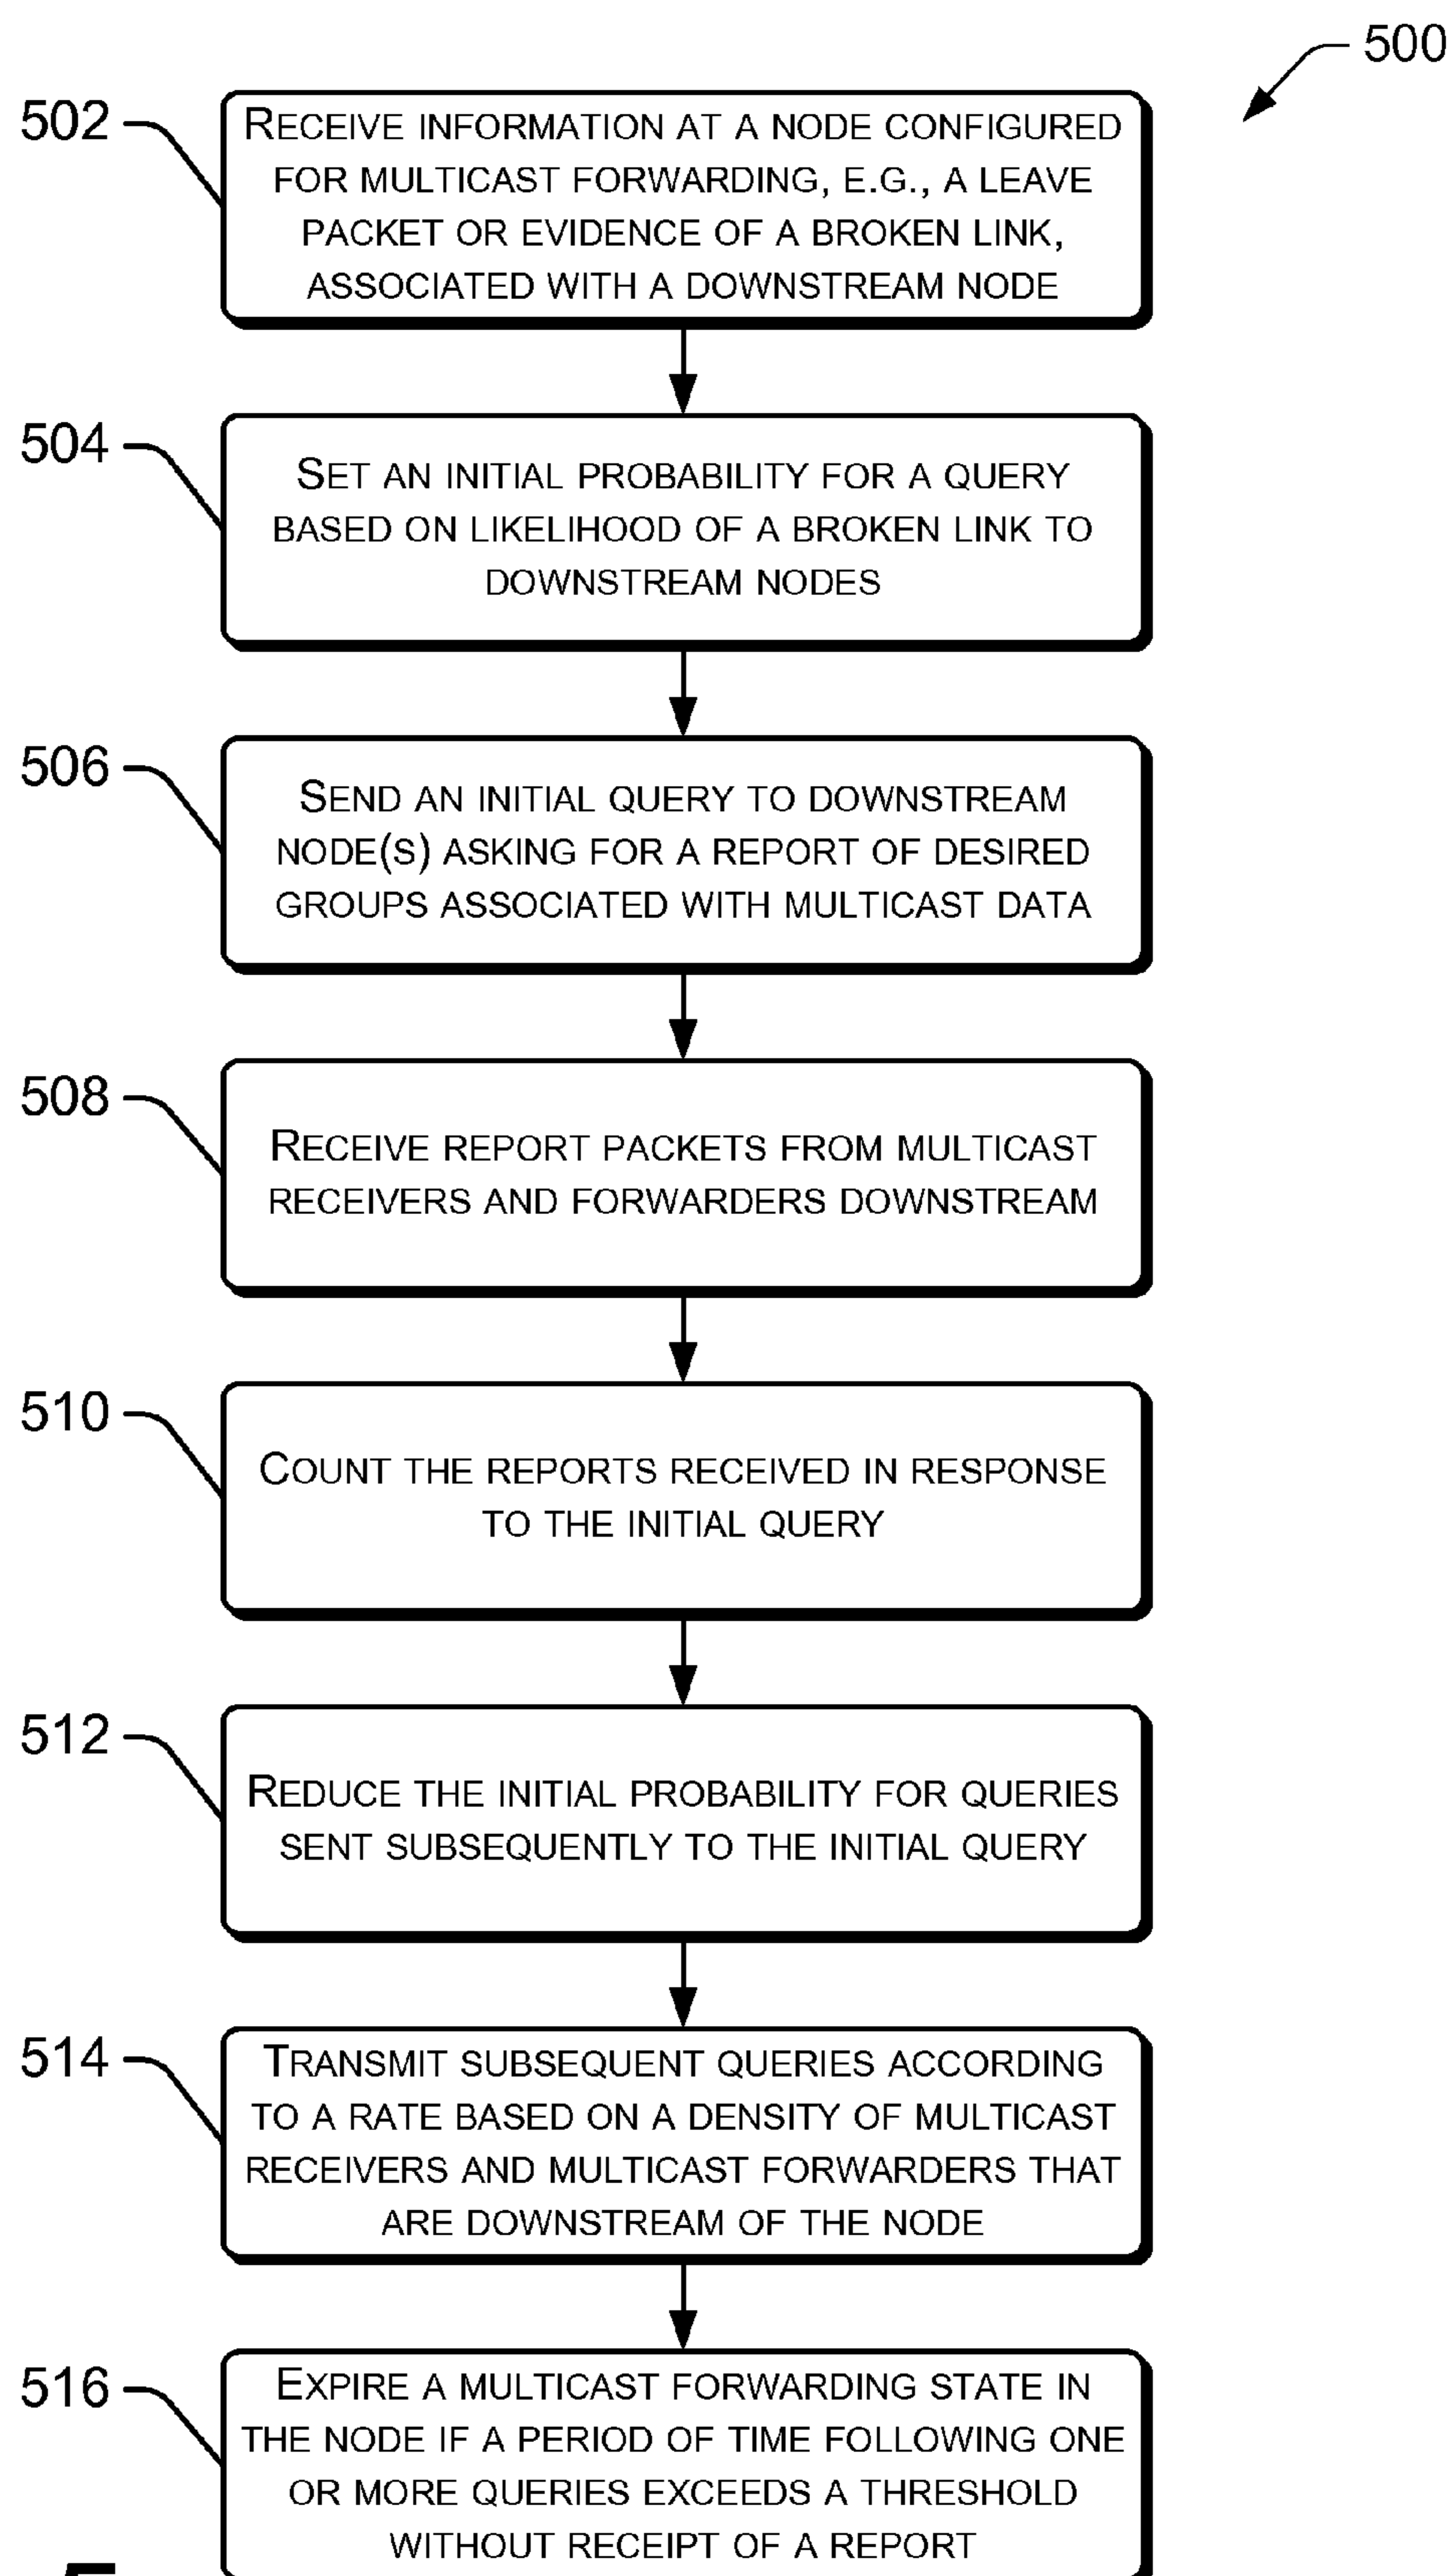 500
502
RECEIVE INFORMATION AT A NODE CONFIGURED
FOR MULTICAST FORWARDING, E.G., A LEAVE
PACKET OR EVIDENCE OF A BROKEN LINK,
ASSOCIATED WITH A DOWNSTREAM NODE
504
SET AN INITIAL PROBABILITY FOR A QUERY
BASED ON LIKELIHOOD OF A BROKEN LINK TO
DOWNSTREAM NODES
506
SEND AN INITIAL QUERY TO DOWNSTREAM
NODE(S) ASKING FOR A REPORT OF DESIRED
GROUPS ASSOCIATED WITH MULTICAST DATA
508
RECEIVE REPORT PACKETS FROM MULTICAST
RECEIVERS AND FORWARDERS DOWNSTREAM
510
COUNT THE REPORTS RECEIVED IN RESPONSE
TO THE INITIAL QUERY
512
REDUCE THE INITIAL PROBABILITY FOR QUERIES
SENT SUBSEQUENTLY TO THE INITIAL QUERY
514
TRANSMIT SUBSEQUENT QUERIES ACCORDING
TO A RATE BASED ON A DENSITY OF MULTICAST
RECEIVERS AND MULTICAST FORWARDERS THAT
ARE DOWNSTREAM OF THE NODE
516
EXPIRE A MULTICAST FORWARDING STATE IN
THE NODE IF A PERIOD OF TIME FOLLOWING ONE
OR MORE QUERIES EXCEEDS A THRESHOLD
WITHOUT RECEIPT OF A REPORT